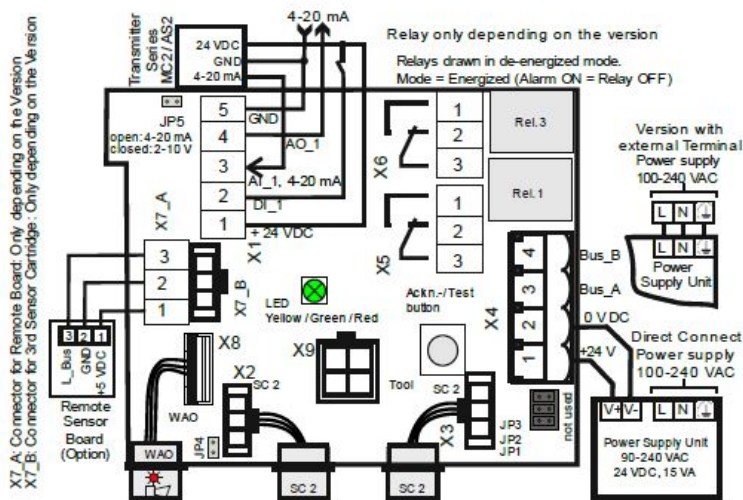 X7_A: Connector for Remote Board: Only depending on the Version
X7_B: Connector for 3rd Sensor Cartridge: Only depending on the Version
Transmitter
Series
MC2 / AS2
24 VDC
GND
4-20 mA
4-20 mA
Relay only depending on the version
Relays drawn in de-energized mode.
Mode = Energized (Alarm ON = Relay OFF)
JP5
open: 4-20 mA
closed: 2-10 V
5
4
3
2
1
GND
AO_1
AI_1, 4-20 mA
DI_1
+ 24 VDC
X1
X6
1
2
3
Rel.3
X5
1
2
3
Rel.1
Version with
external Terminal
Power supply
100-240 VAC
L N
Power
Supply Unit
X7_A
3
2
1
X7_B
LED
Yellow / Green / Red
Ackn.-/Test
button
X4
4
3
2
1
Bus_B
Bus_A
0 V DC
+24 V
Direct Connect
Power supply
100-240 VAC
V+ V- L N
Power Supply Unit
90-240 VAC
24 VDC, 15 VA
3 2 1
L_Bus
GND
+5 VDC
Remote
Sensor
Board
(Option)
X8
WAO
X2
SC 2
X9
Tool
SC 2
X3
JP3
JP2
JP1
not used
JP4
WAO
SC 2
SC 2